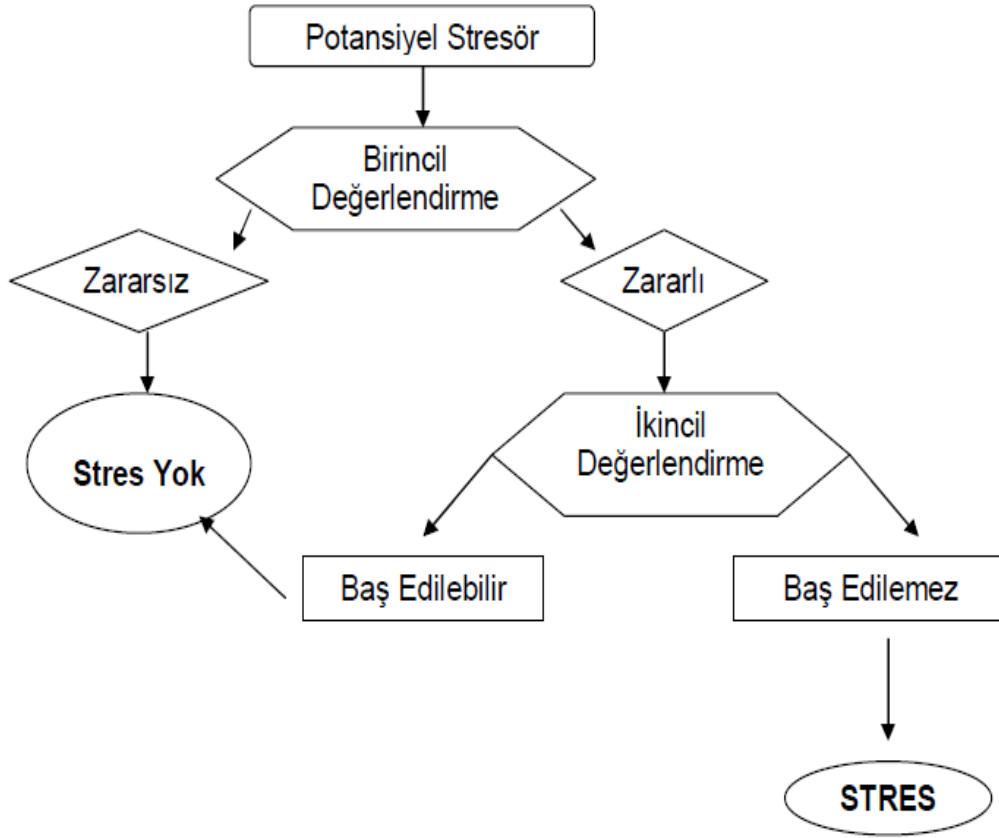 Potansiyel Stresör
Birincil
Değerlendirme
Zararsız
Zararlı
Stres Yok
İkincil
Değerlendirme
Baş Edilebilir
Baş Edilemez
STRES